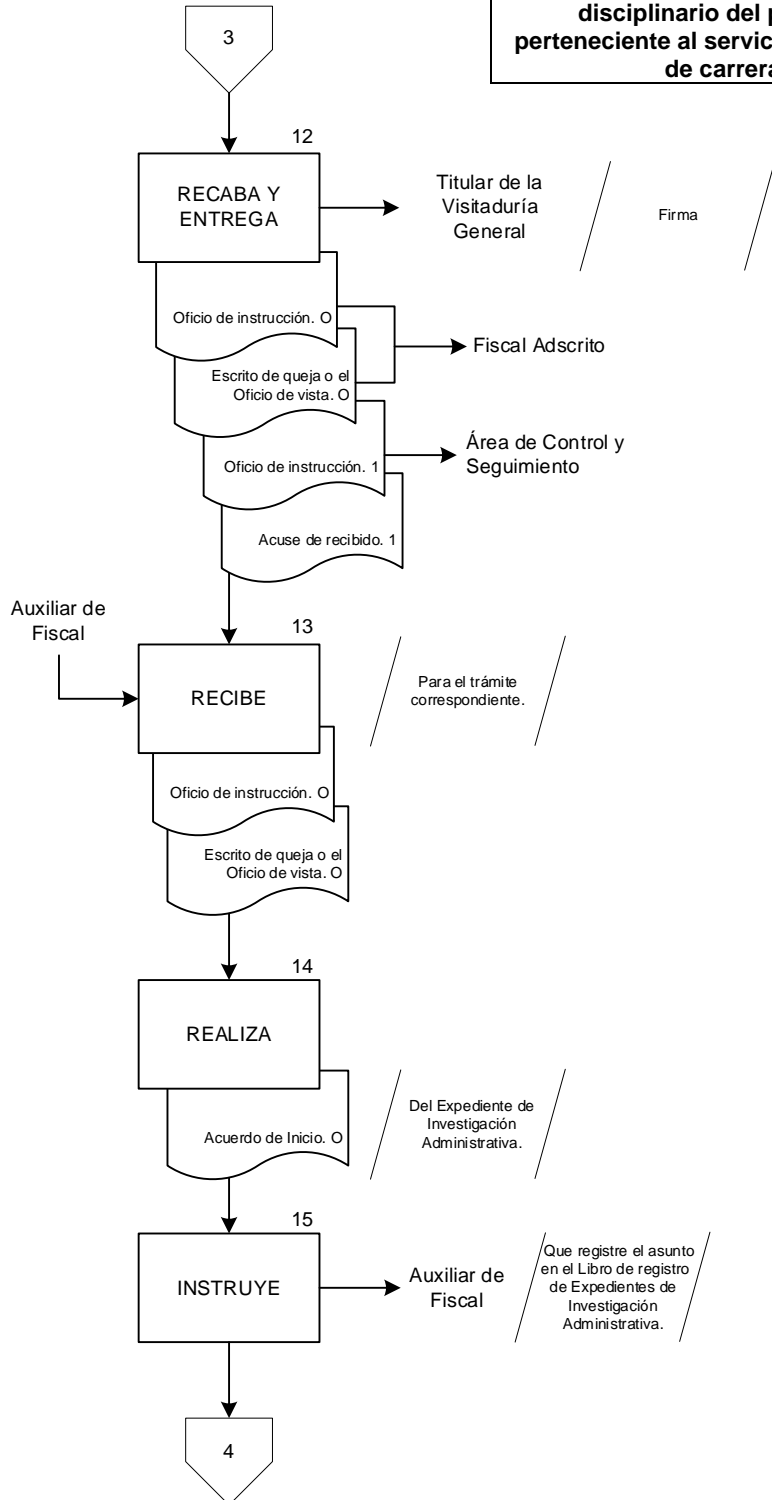 3
disciplinario del
perteneciente al
de carrera
12
RECABA Y
ENTREGA
Titular de la
Visitaduría
General
Firma
Oficio de instrucción. O
Fiscal Adscrito
Escrito de queja o el
Oficio de vista. O
Área de Control y
Seguimiento
Oficio de instrucción. 1
Acuse de recibido. 1
Auxiliar de
Fiscal
13
RECIBE
Para el trámite
correspondiente.
Oficio de instrucción. O
Escrito de queja o el
Oficio de vista. O
14
REALIZA
Acuerdo de Inicio. O
Del Expediente de
Investigación
Administrativa.
15
INSTRUYE
Auxiliar de
Fiscal
Que registre el asunto
en el Libro de registro
de Expedientes de
Investigación
Administrativa.
4